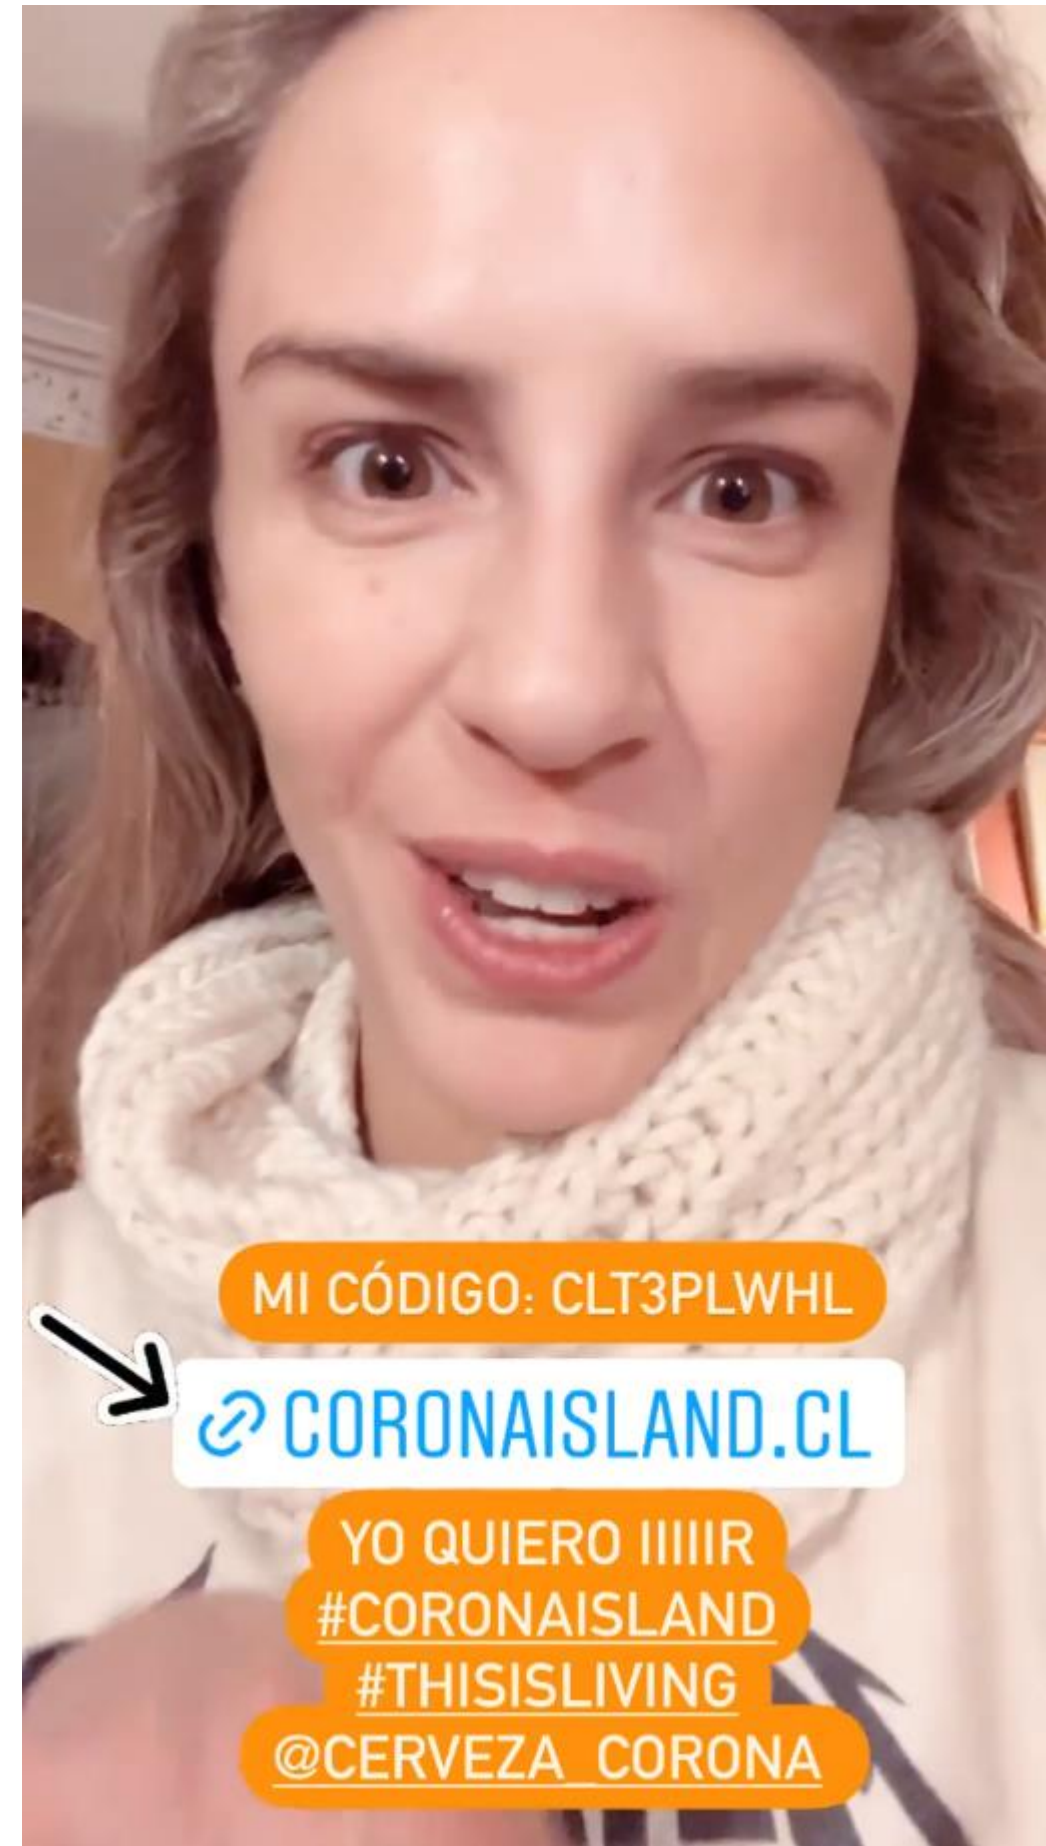 MI CÓDIGO: CLT3PLWHL
CORONAISLAND.CL
YO QUIERO IIIIIR
#CORONAISLAND
#THISISLIVING
@CERVEZA_CORONA